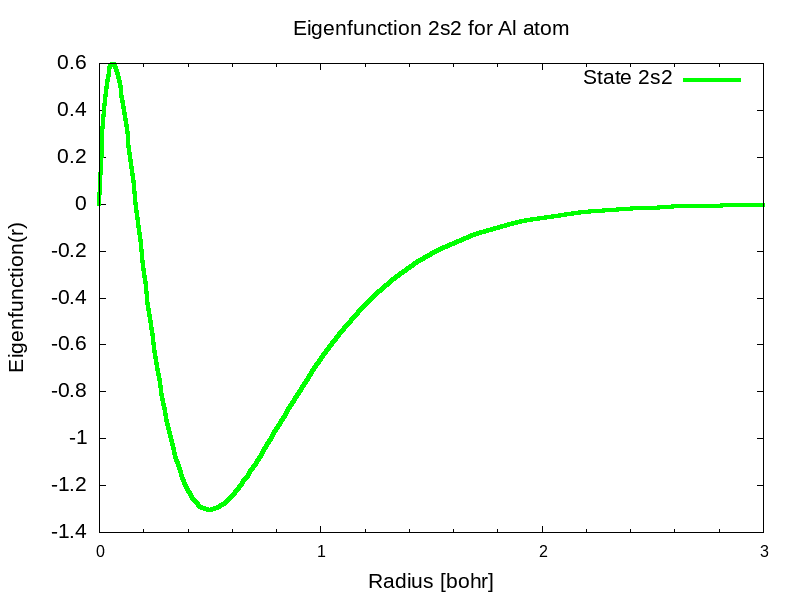 Eigenfunction 2s2 for Al atom
State 2s2
0.6
0.4
0.2
0
-0.2
-0.4
-0.6
-0.8
-1
-1.2
-1.4
Eigenfunction(r)
0 1 2 3
Radius [bohr]